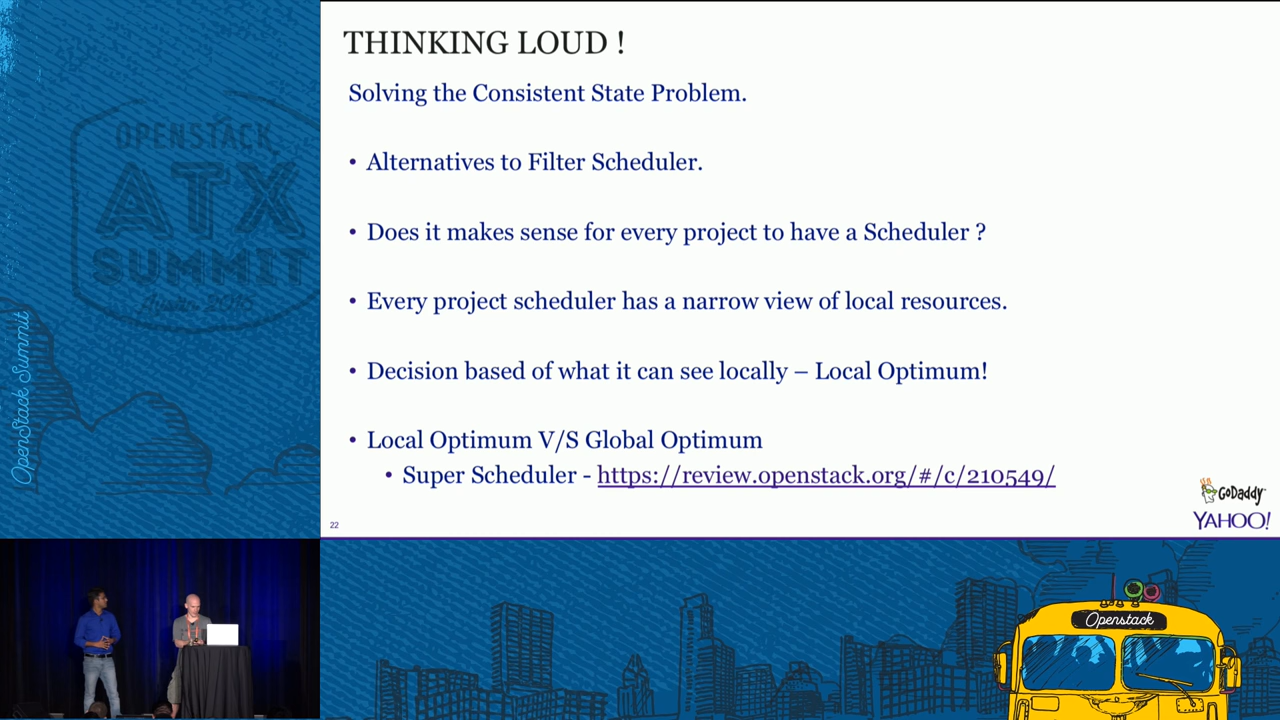 THINKING LOUD !
Solving the Consistent State Problem.
• Alternatives to Filter Scheduler.
• Does it makes sense for every project to have a Scheduler ?
• Every project scheduler has a narrow view of local resources.
• Decision based of what it can see locally – Local Optimum!
• Local Optimum V/S Global Optimum
• Super Scheduler - https://review.openstack.org/#/c/210549/
22
GoDaddy
YAHOO!
OPENSTACK
ATX
SUMMIT
Austin 2016
OpenStack Summit
Openstack